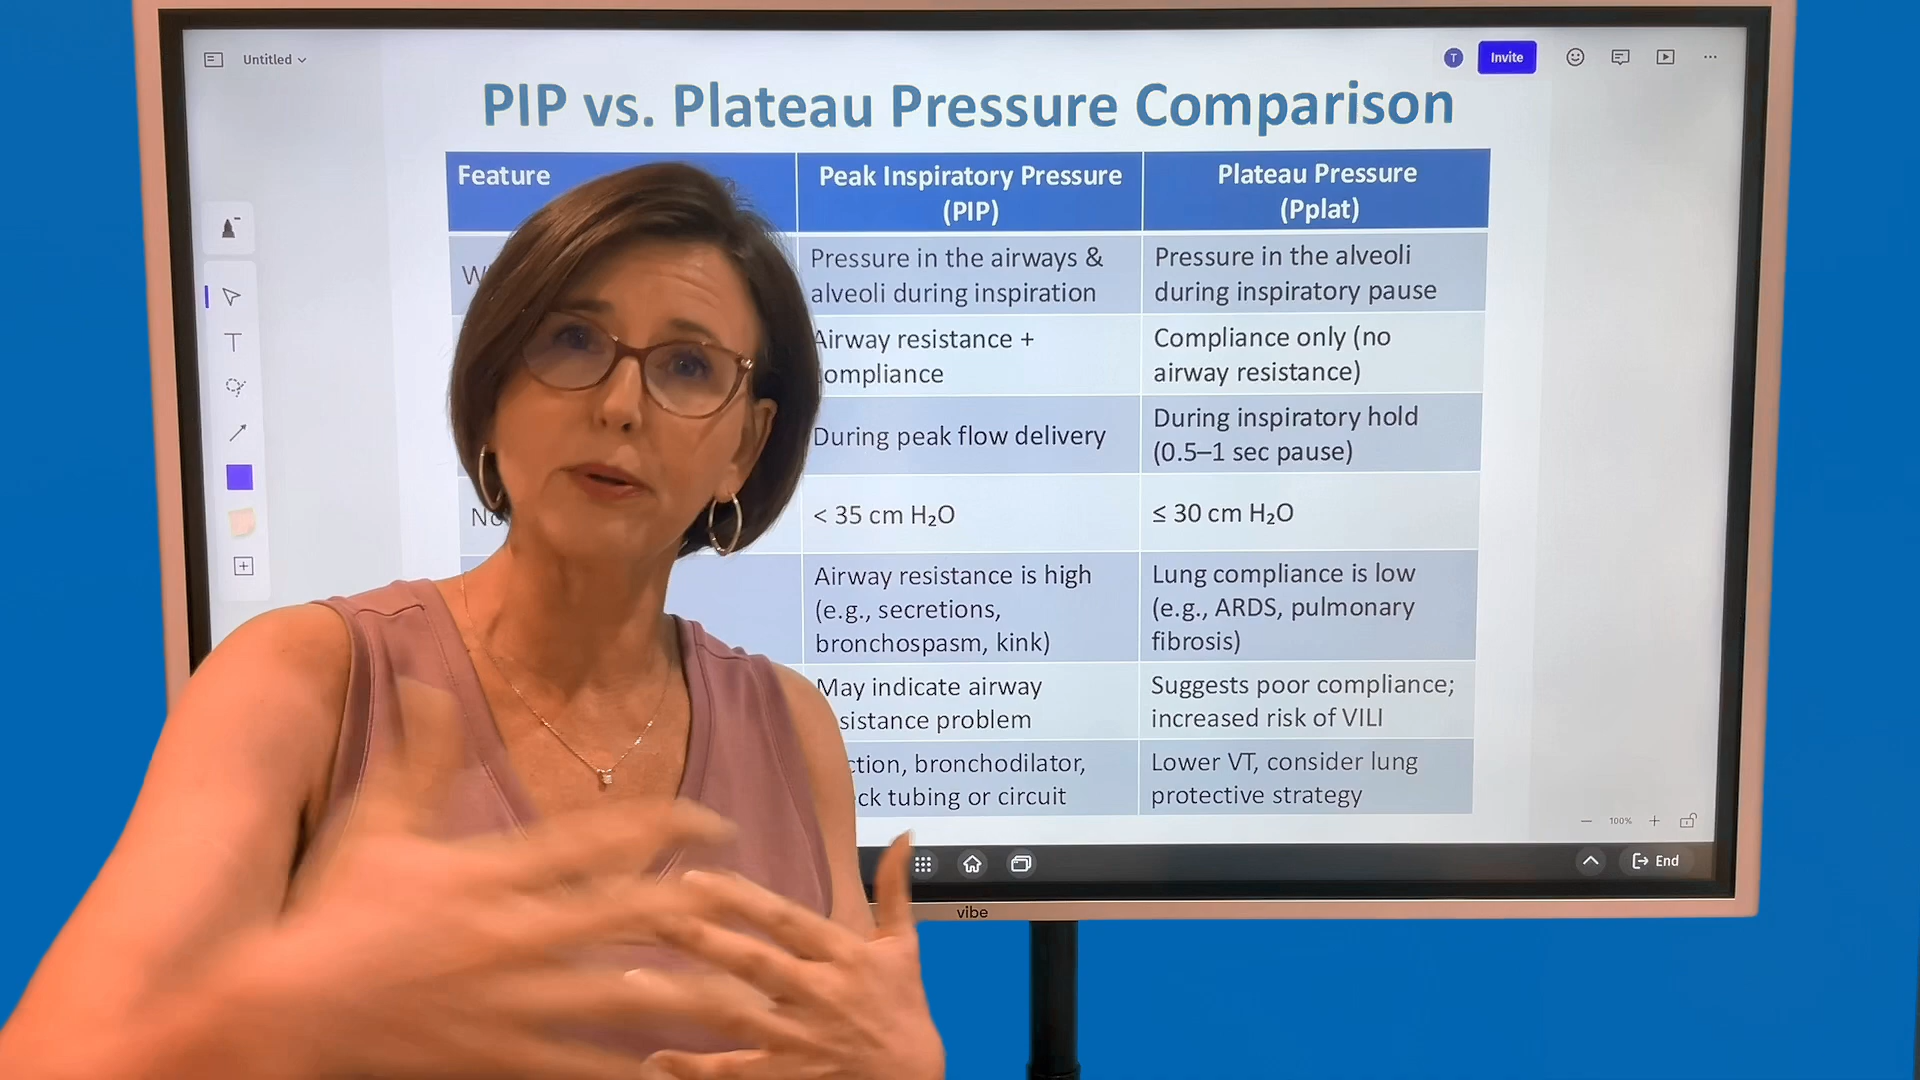 Untitled
T
Invite
PIP vs. Plateau Pressure Comparison
Feature
Peak Inspiratory Pressure
(PIP)
Plateau Pressure
(Pplat)
Pressure in the airways &
alveoli during inspiration
Pressure in the alveoli
during inspiratory pause
Airway resistance +
compliance
Compliance only (no
airway resistance)
During peak flow delivery
During inspiratory hold
(0.5–1 sec pause)
< 35 cm H₂O
≤ 30 cm H₂O
Airway resistance is high
(e.g., secretions,
bronchospasm, kink)
Lung compliance is low
(e.g., ARDS, pulmonary
fibrosis)
May indicate airway
sistance problem
Suggests poor compliance;
increased risk of VILI
ction, bronchodilator,
ck tubing or circuit
Lower VT, consider lung
protective strategy
100%
End
vibe